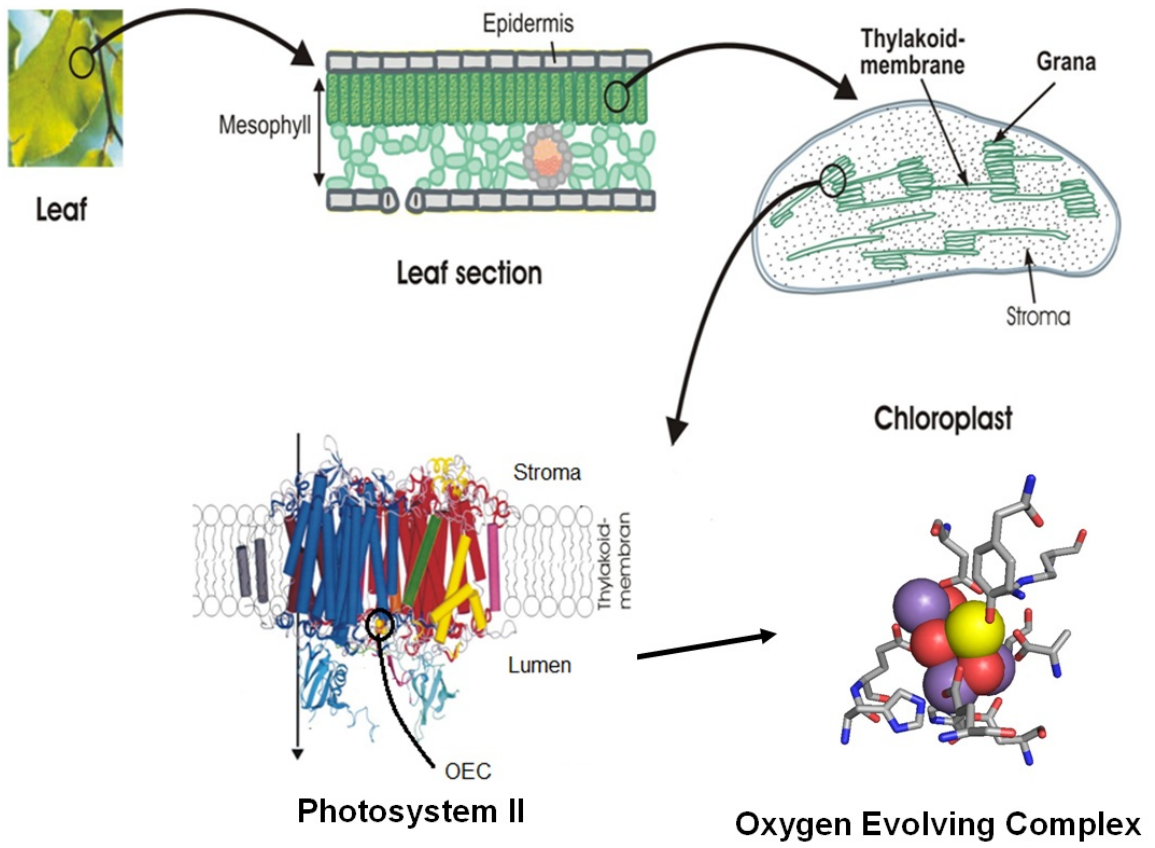 Epidermis
Thylakoid-
membrane
Grana
Mesophyll
Leaf
Leaf section
Stroma
Chloroplast
Stroma
Thylakoid-
membran
Lumen
OEC
Photosystem II
Oxygen Evolving Complex